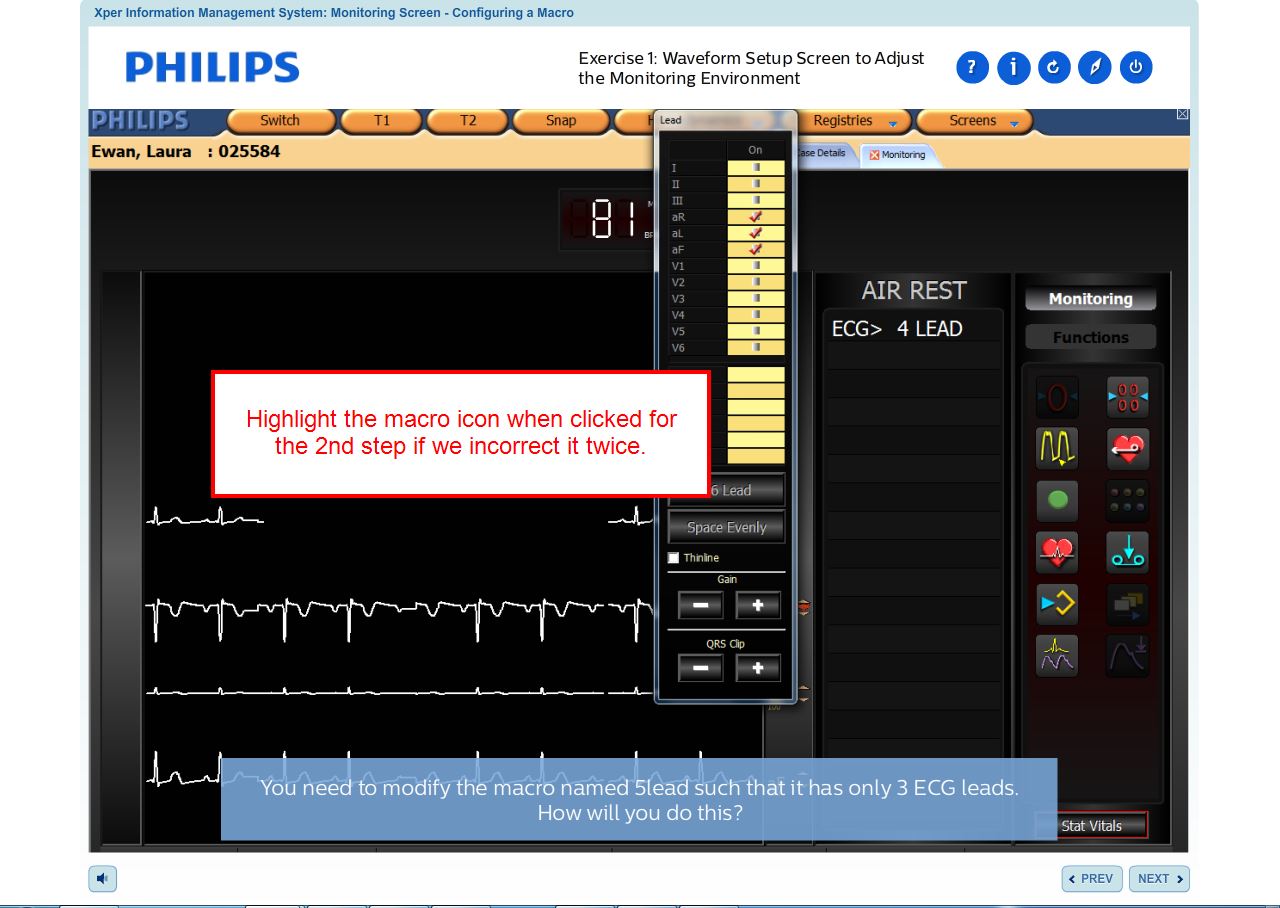 Xper Information Management System: Monitoring Screen - Configuring a Macro
PHILIPS
Exercise 1: Waveform Setup Screen to Adjust
the Monitoring Environment
PHILIPS
Switch
T1
T2
Snap
Registries
Screens
Ewan, Laura : 025584
Case Details
Monitoring
Lead
On
I
II
III
aR
aL
aF
V1
V2
V3
V4
V5
V6
81
AIR REST
ECG> 4 LEAD
Monitoring
Functions
Highlight the macro icon when clicked for
the 2nd step if we incorrect it twice.
6 Lead
Space Evenly
Thinline
Gain
QRS Clip
100
You need to modify the macro named 5lead such that it has only 3 ECG leads.
How will you do this?
Stat Vitals
PREV
NEXT